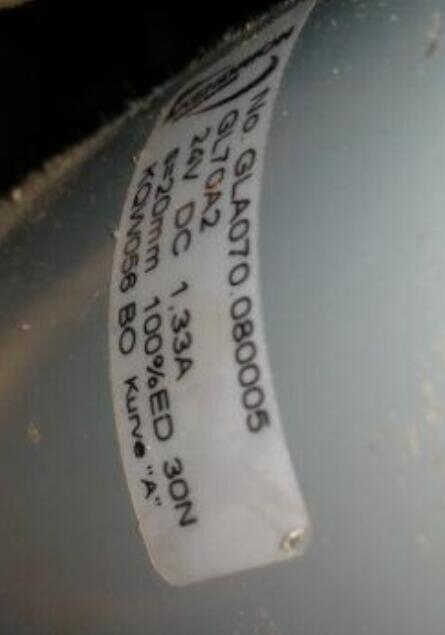 No. GLA070.080005
GL70A2
24V DC 1,33A
S=20mm 100%ED 30N
KQW056 BO Kurve "A"